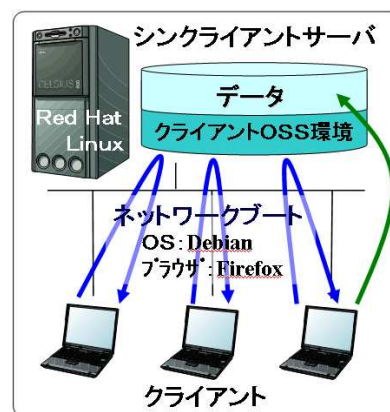 シンクライアントサーバ
CELSIUS
Red Hat
Linux
データ
クライアントOSS環境
ネットワークブート
OS:Debian
ブラウザ:Firefox
クライアント